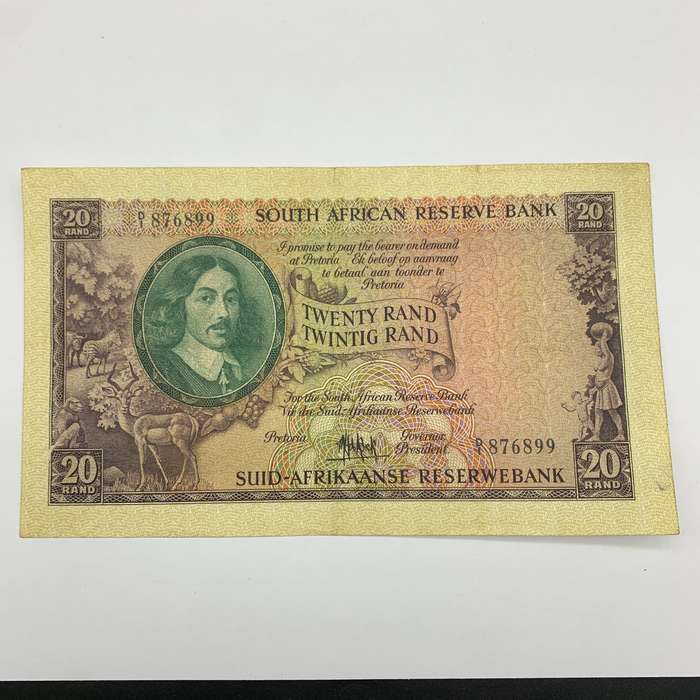 20
RAND
D/1 876899
SOUTH AFRICAN RESERVE BANK
20
RAND
I promise to pay the bearer on demand
at Pretoria Ek beloof op aanvraag
te betaal aan toonder te
Pretoria
TWENTY RAND
TWINTIG RAND
For the South African Reserve Bank
Vir die Suid-Afrikaanse Reserwebank
Pretoria
Governor
President
D/1 876899
20
RAND
SUID-AFRIKAANSE RESERWEBANK
20
RAND